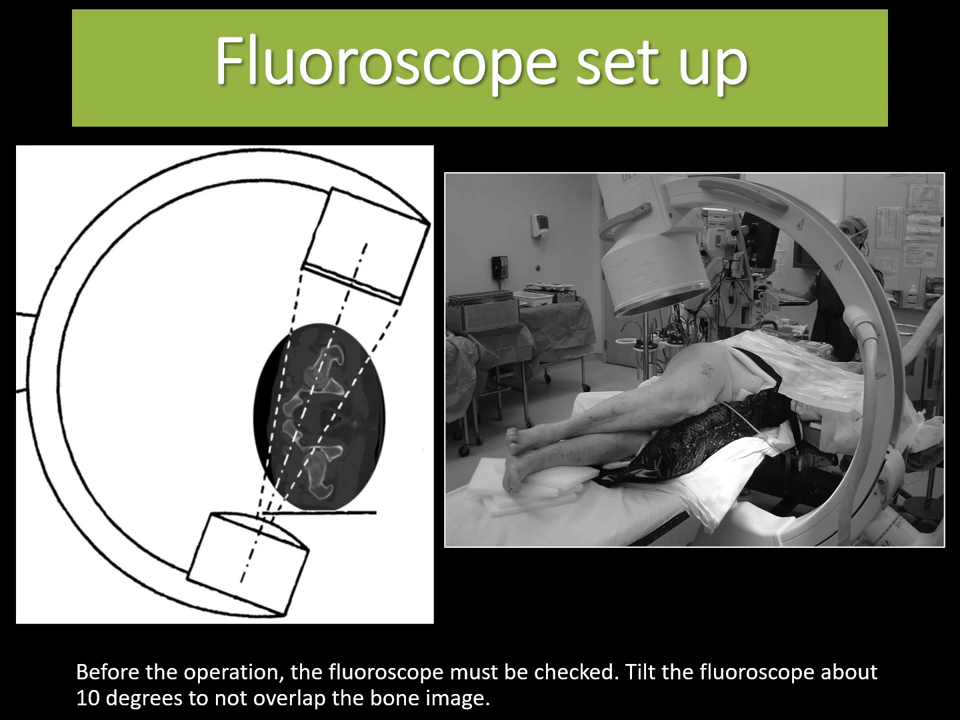 Fluoroscope set up
Before the operation, the fluoroscope must be checked. Tilt the fluoroscope about
10 degrees to not overlap the bone image.